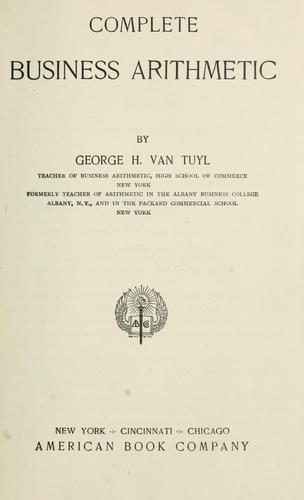 COMPLETE
BUSINESS ARITHMETIC
BY
GEORGE H. VAN TUYL
TEACHER OF BUSINESS ARITHMETIC, HIGH SCHOOL OF COMMERCE
NEW YORK
FORMERLY TEACHER OF ARITHMETIC IN THE ALBANY BUSINESS COLLEGE
ALBANY, N.Y., AND IN THE PACKARD COMMERCIAL SCHOOL
NEW YORK
ABC
NEW YORK ·:· CINCINNATI ·:· CHICAGO
AMERICAN BOOK COMPANY